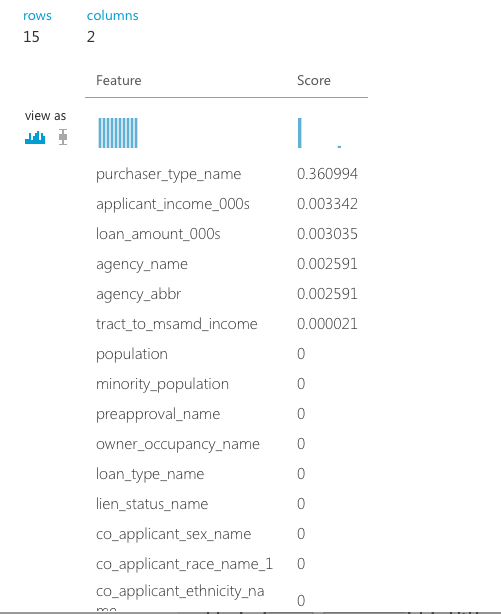 rows columns
15 2
Feature Score
view as
purchaser_type_name 0.360994
applicant_income_000s 0.003342
loan_amount_000s 0.003035
agency_name 0.002591
agency_abbr 0.002591
tract_to_msamd_income 0.000021
population 0
minority_population 0
preapproval_name 0
owner_occupancy_name 0
loan_type_name 0
lien_status_name 0
co_applicant_sex_name 0
co_applicant_race_name_1 0
co_applicant_ethnicity_na 0
me